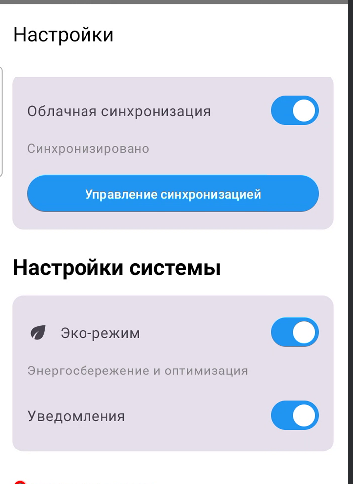 Настройки
Облачная синхронизация
Синхронизировано
Управление синхронизацией
Настройки системы
Эко-режим
Энергосбережение и оптимизация
Уведомления